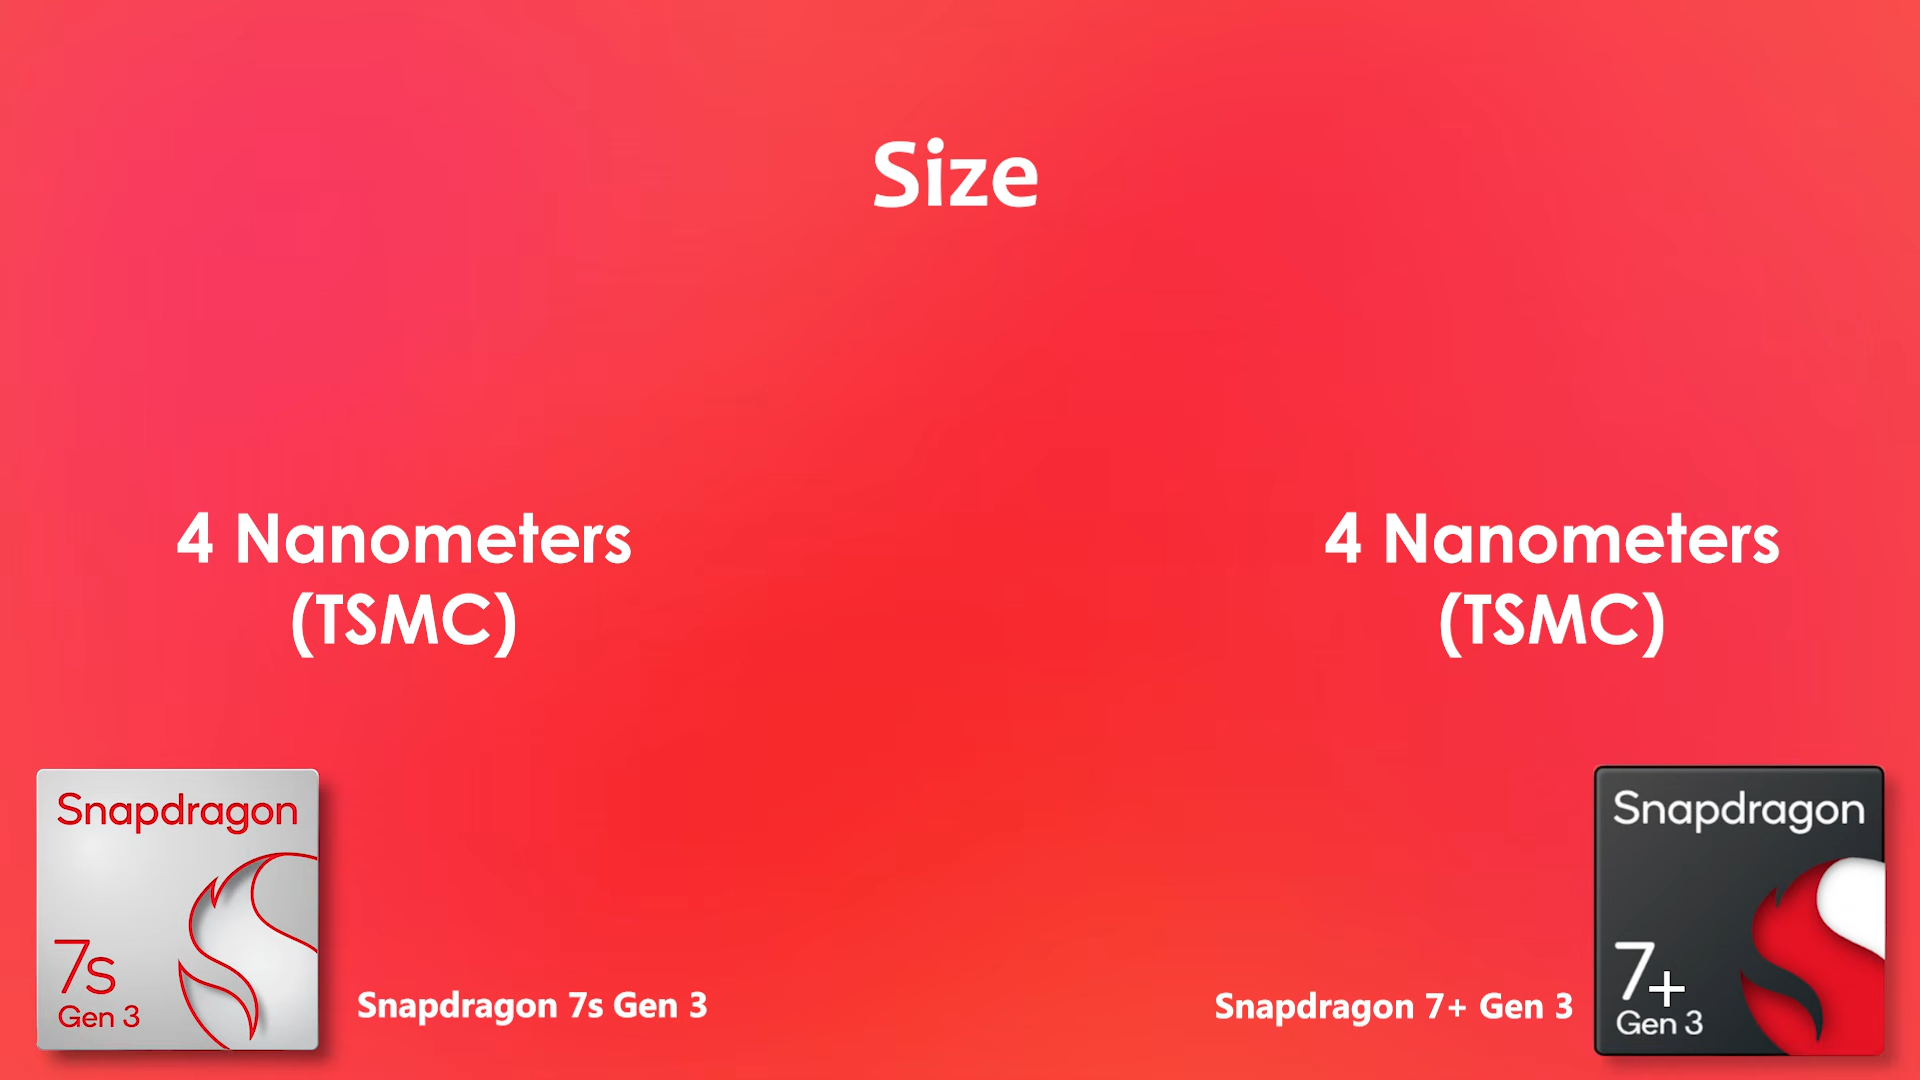 Size
4 Nanometers
(TSMC)
4 Nanometers
(TSMC)
Snapdragon
7s
Gen 3
Snapdragon 7s Gen 3
Snapdragon 7+ Gen 3
Snapdragon
7+
Gen 3